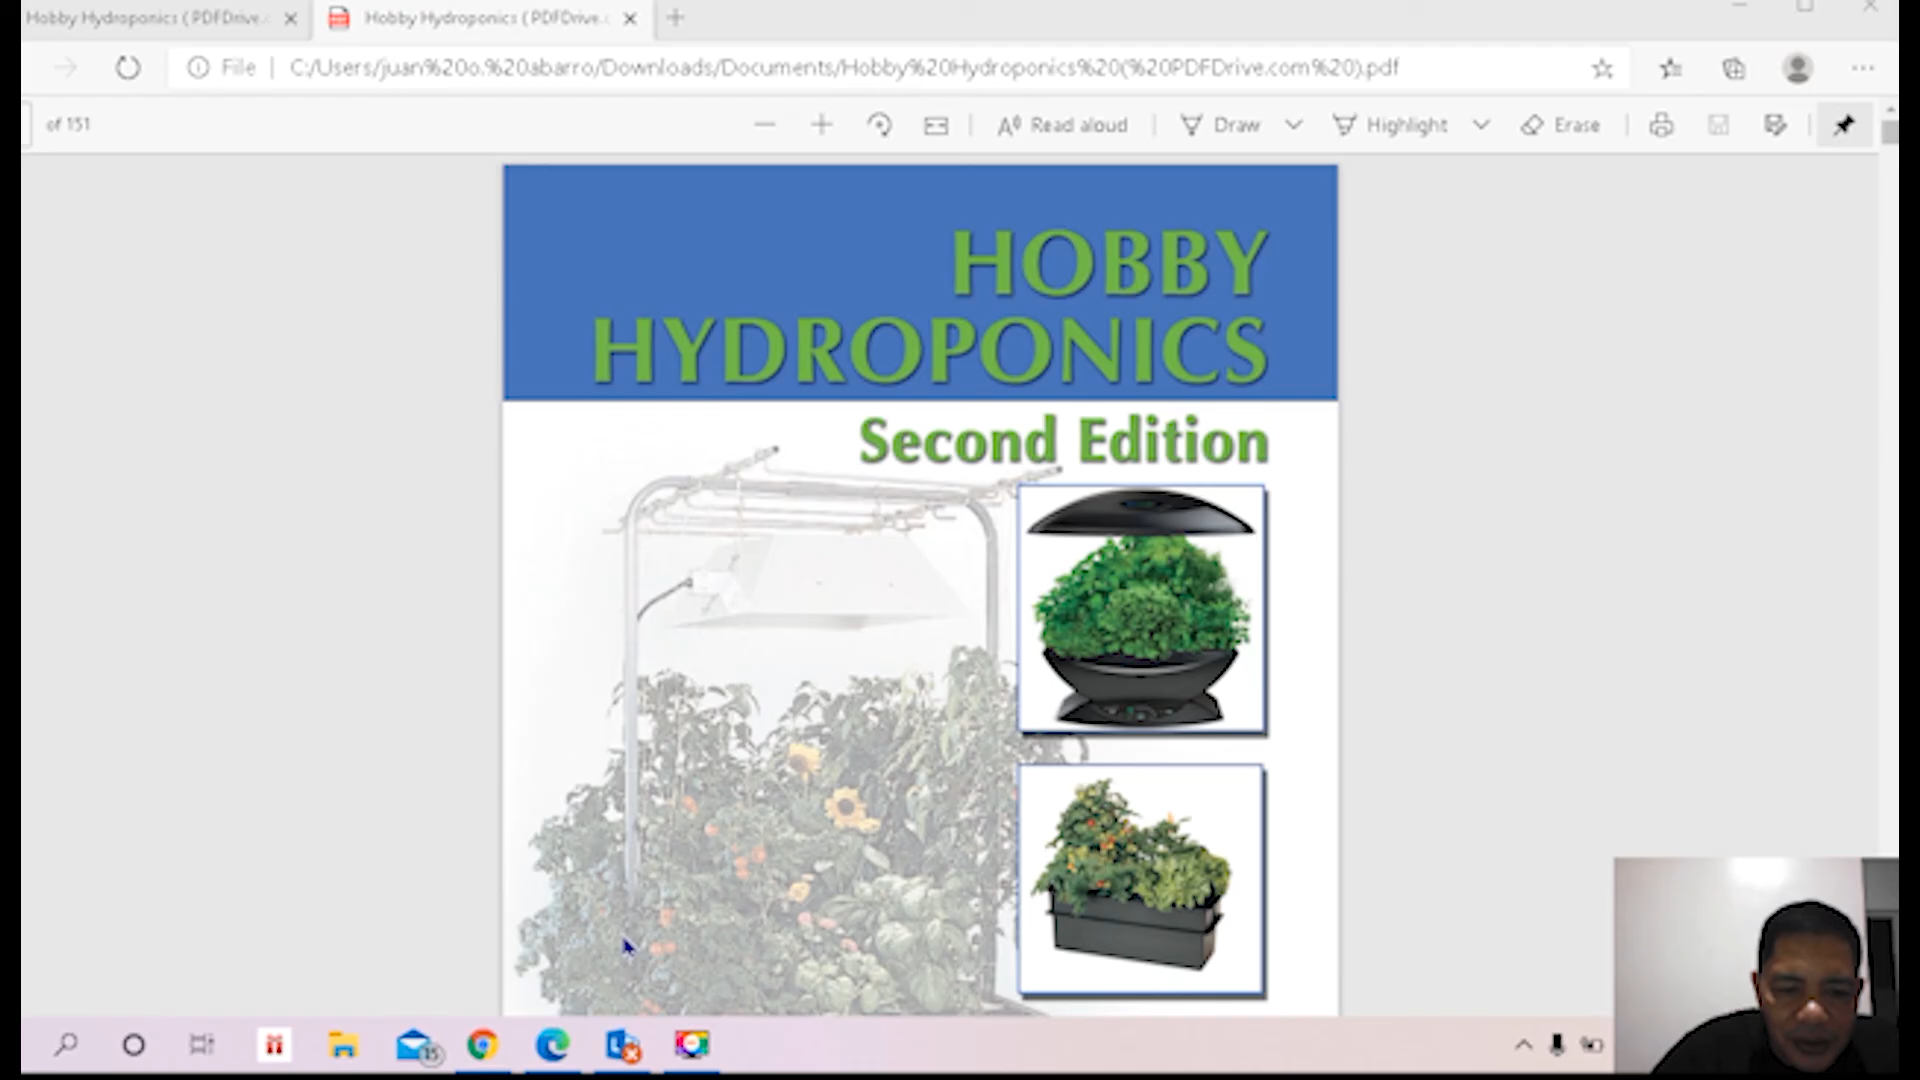 Hobby Hydroponics ( PDFDrive.c
Hobby Hydroponics ( PDFDrive.c
File
C:/Users/juan%20o.%20abarro/Downloads/Documents/Hobby%20Hydroponics%20(%20PDFDrive.com%20).pdf
of 151
Read aloud
Draw
Highlight
Erase
HOBBY
HYDROPONICS
Second Edition
15